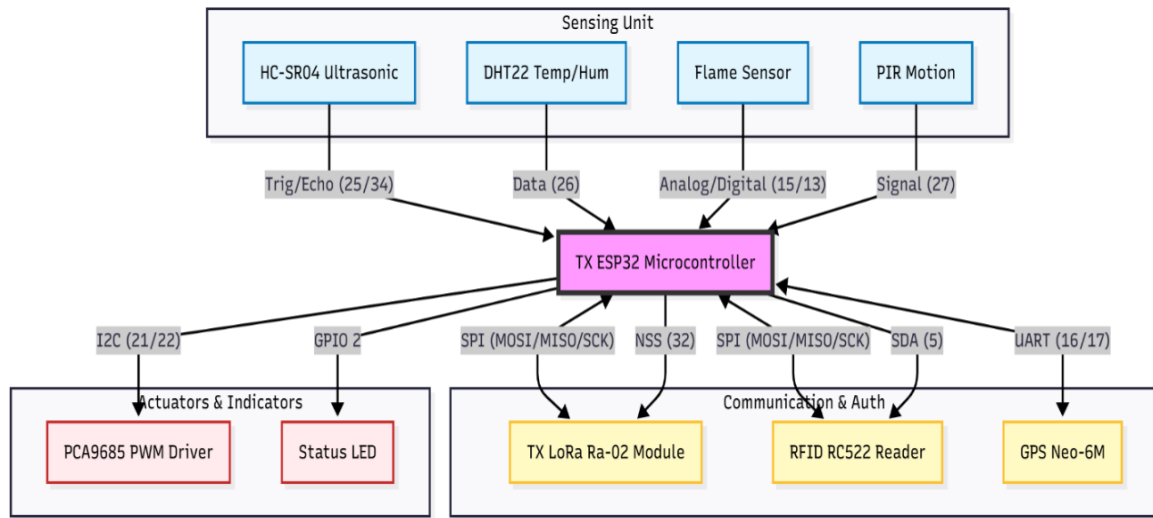 Sensing Unit
HC-SR04 Ultrasonic
DHT22 Temp/Hum
Flame Sensor
PIR Motion
Trig/Echo (25/34)
Data (26)
Analog/Digital (15/13)
Signal (27)
TX ESP32 Microcontroller
I2C (21/22)
GPIO 2
SPI (MOSI/MISO/SCK)
NSS (32)
SPI (MOSI/MISO/SCK)
SDA (5)
UART (16/17)
Actuators & Indicators
PCA9685 PWM Driver
Status LED
Communication & Auth
TX LoRa Ra-02 Module
RFID RC522 Reader
GPS Neo-6M